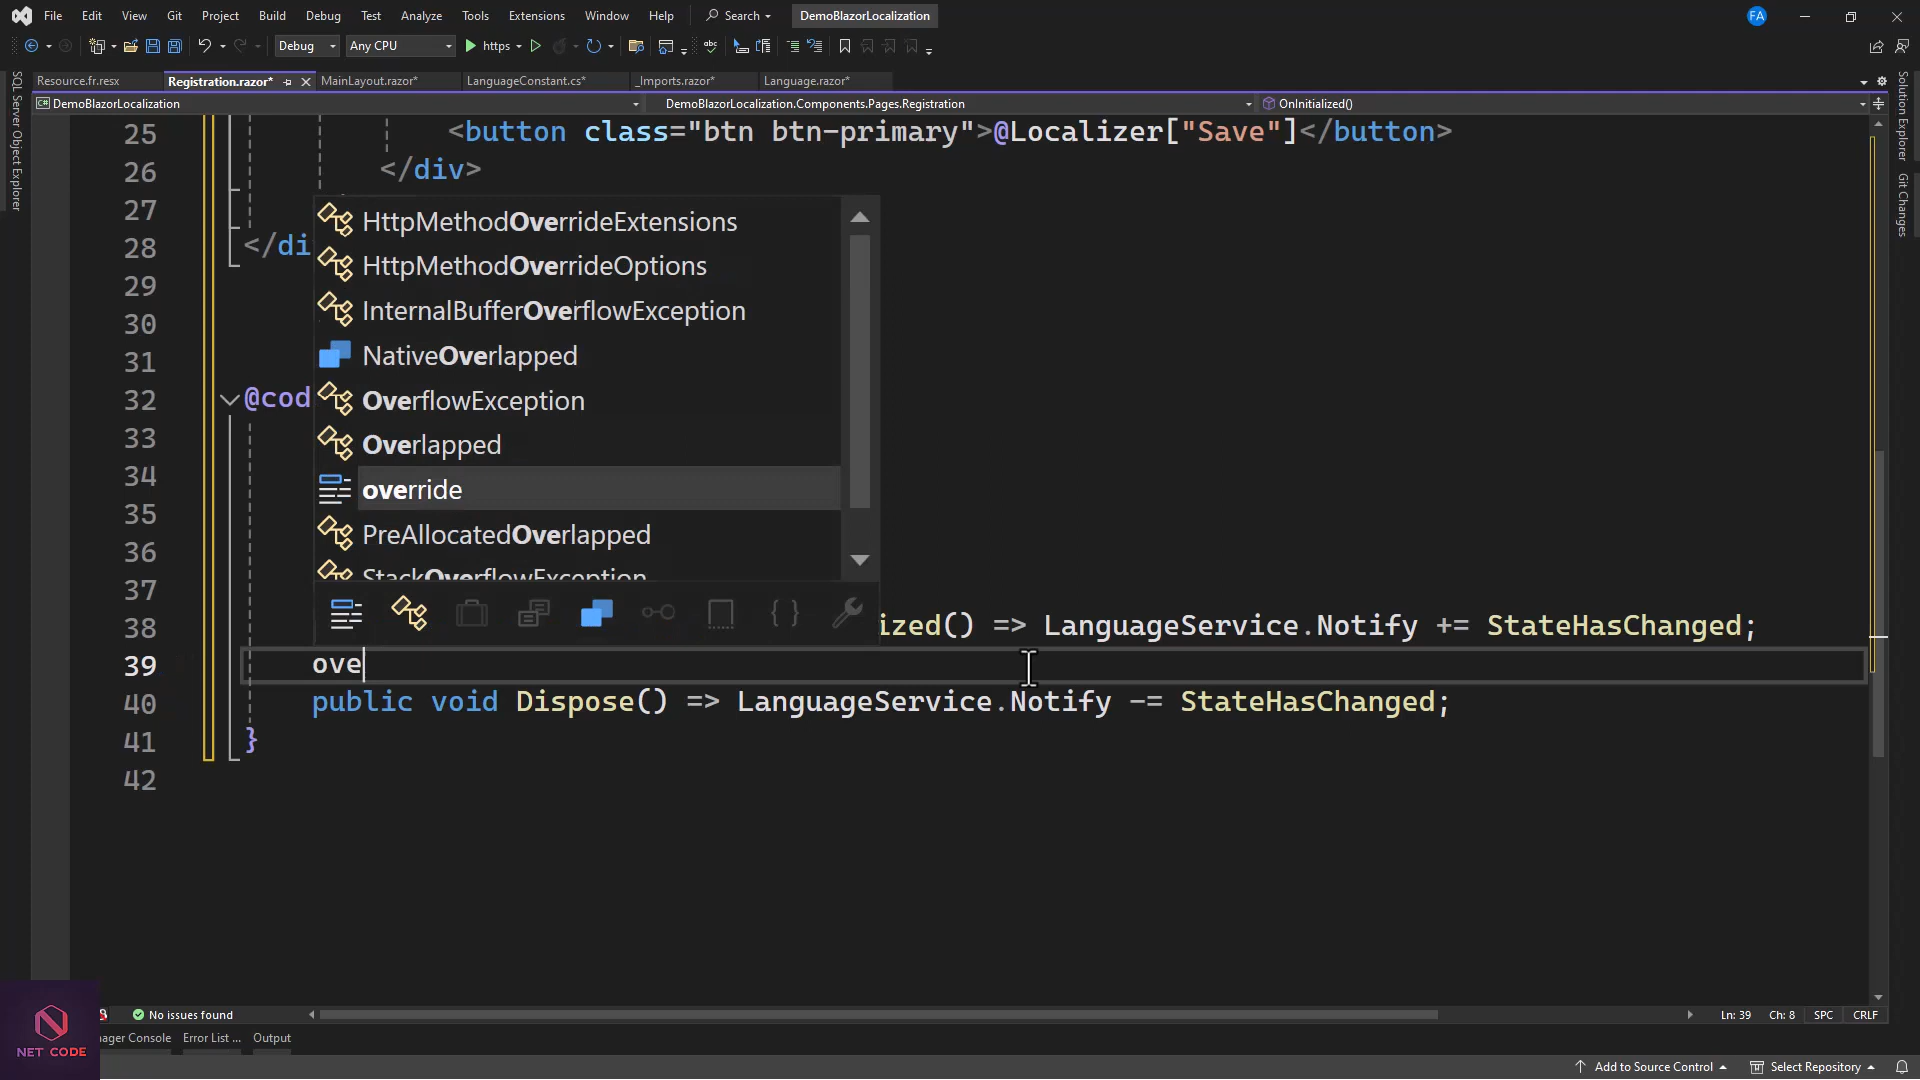 File Edit View Git Project Build Debug Test Analyze Tools Extensions Window Help Search DemoBlazorLocalization FA
Debug Any CPU https
Resource.fr.resx Registration.razor* MainLayout.razor* LanguageConstant.cs* _Imports.razor* Language.razor*
DemoBlazorLocalization DemoBlazorLocalization.Components.Pages.Registration OnInitialized()
SQL Server Object Explorer
Solution Explorer
Git Changes
25 <button class="btn btn-primary">@Localizer["Save"]</button>
26 </div>
27
28 </di
29
30
31
32 @cod
33
34
35
36
37
38 ized() => LanguageService.Notify += StateHasChanged;
39 ove
40 public void Dispose() => LanguageService.Notify -= StateHasChanged;
41 }
42
HttpMethodOverrideExtensions
HttpMethodOverrideOptions
InternalBufferOverflowException
NativeOverlapped
OverflowException
Overlapped
override
PreAllocatedOverlapped
StackOverflowException
No issues found Ln: 39 Ch: 8 SPC CRLF
ager Console Error List ... Output
NET CODE
Add to Source Control Select Repository